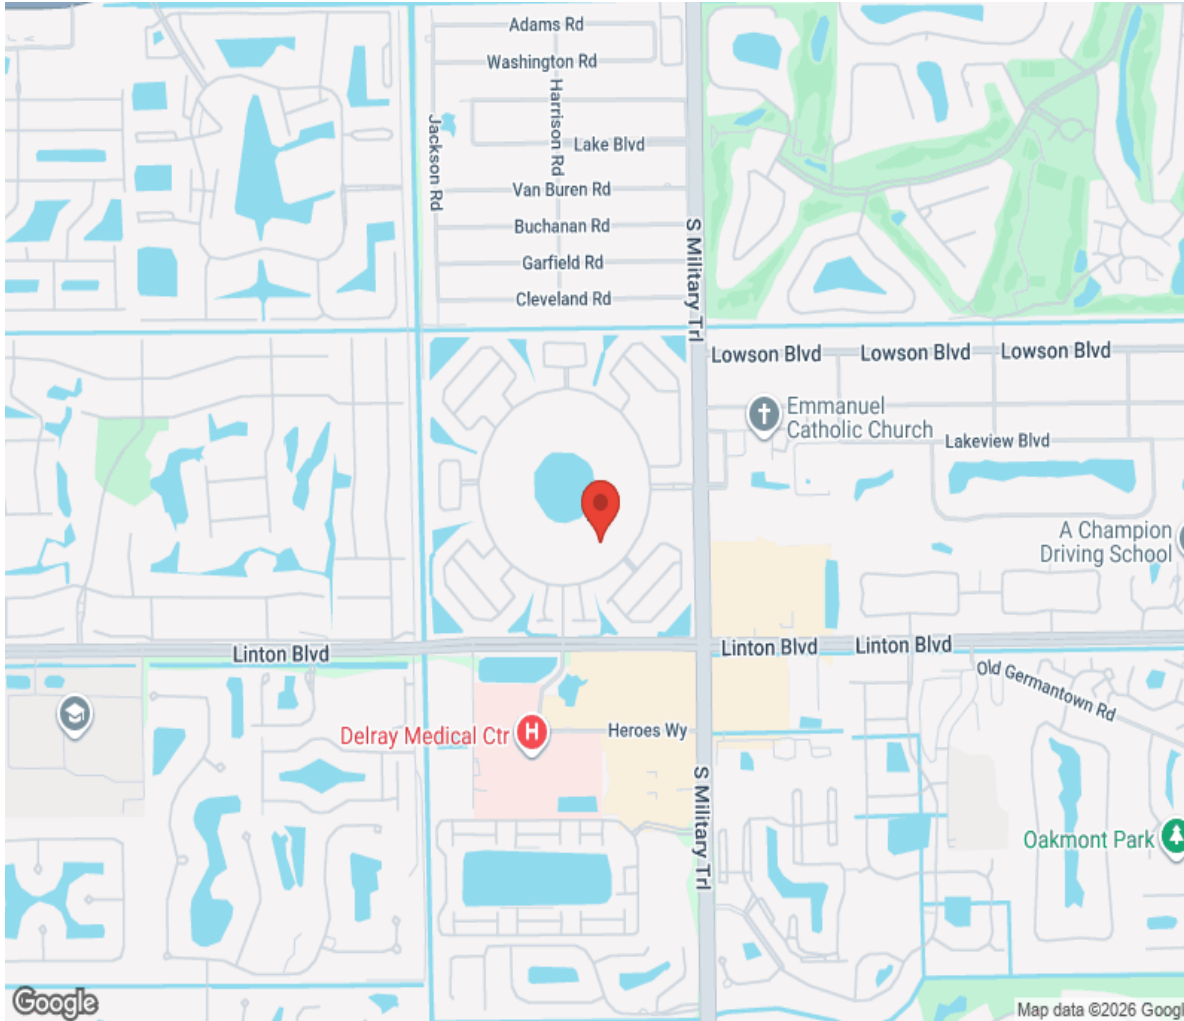 Adams Rd
Washington Rd
Harrison Rd
Jackson Rd
Lake Blvd
Van Buren Rd
Buchanan Rd
Garfield Rd
Cleveland Rd
S Military Trl
Lowson Blvd
Lowson Blvd
Lowson Blvd
Emmanuel
Catholic Church
Lakeview Blvd
A Champion
Driving School
Linton Blvd
Linton Blvd
Linton Blvd
Old Germantown Rd
Delray Medical Ctr
H
Heroes Wy
S Military Trl
Oakmont Park
Google
Map data ©2026 Googl